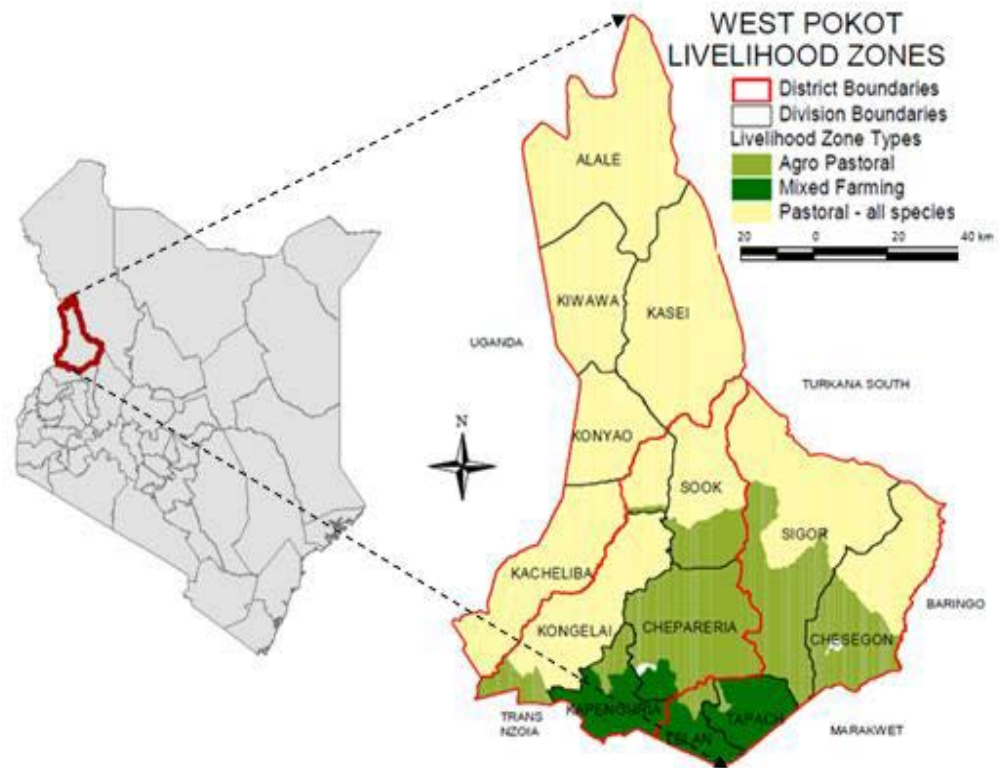 WEST POKOT
LIVELIHOOD ZONES
District Boundaries
Division Boundaries
Livelihood Zone Types
Agro Pastoral
Mixed Farming
Pastoral - all species
20 0 20 40 km
ALALE
KIWAWA
KASEI
UGANDA
TURKANA SOUTH
N
KONYAO
SOOK
SIGOR
KACHELIBA
BARINGO
KONGELAI
CHEPARERIA
CHESEGON
KAPENGURIA
TAPACH
TRANS
NZOIA
LELAN
MARAKWET